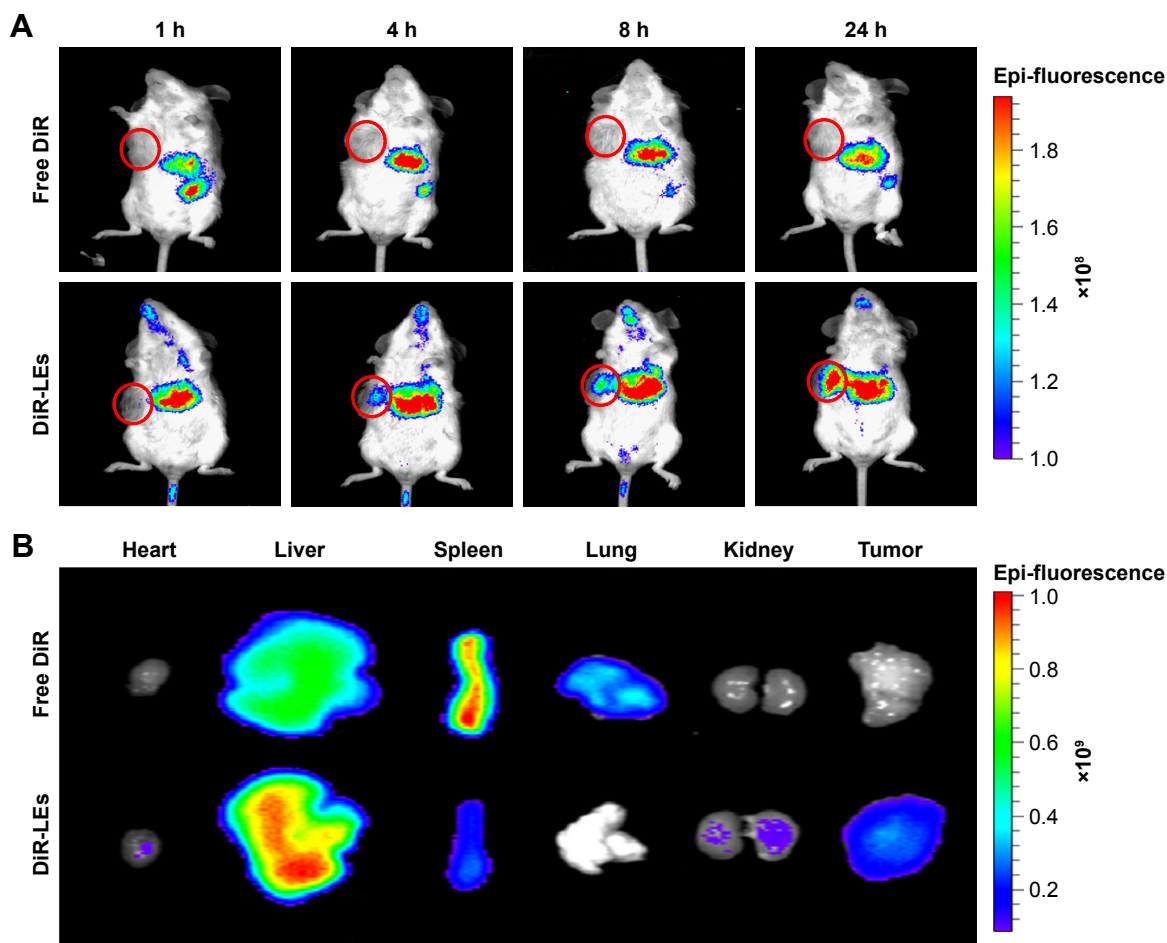 A
1 h
4 h
8 h
24 h
Free DiR
DiR-LEs
Epi-fluorescence
1.8
1.6
1.4
1.2
1.0
×10⁸
B
Heart
Liver
Spleen
Lung
Kidney
Tumor
Free DiR
DiR-LEs
Epi-fluorescence
1.0
0.8
0.6
0.4
0.2
×10⁹